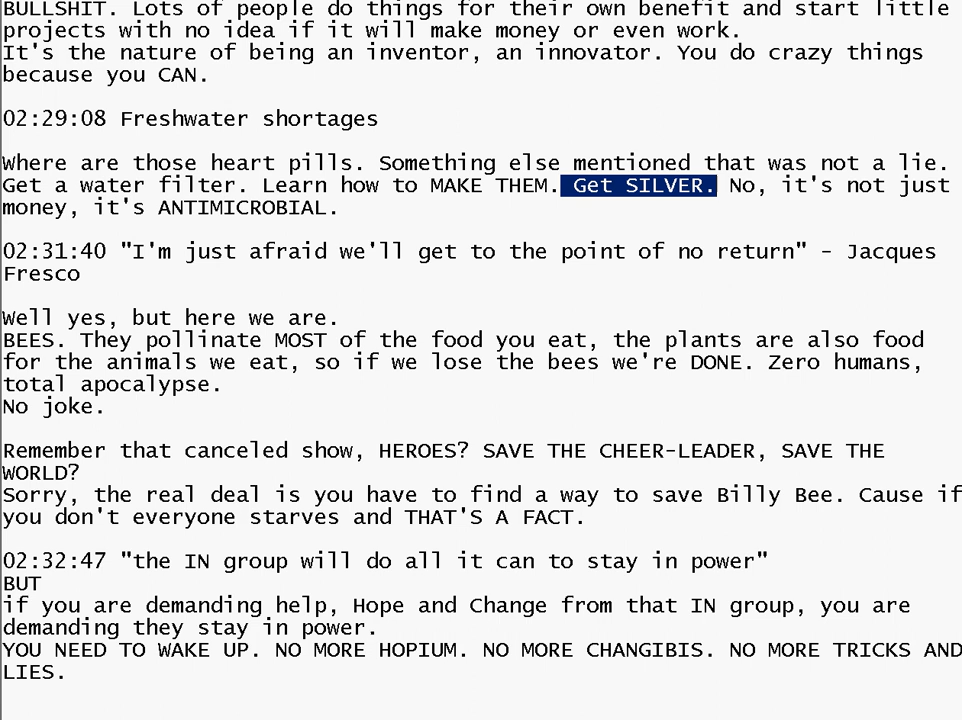 BULLSHIT. Lots of people do things for their own benefit and start little
projects with no idea if it will make money or even work.
It's the nature of being an inventor, an innovator. You do crazy things
because you CAN.
02:29:08 Freshwater shortages
Where are those heart pills. Something else mentioned that was not a lie.
Get a water filter. Learn how to MAKE THEM. Get SILVER. No, it's not just
money, it's ANTIMICROBIAL.
02:31:40 "I'm just afraid we'll get to the point of no return" - Jacques
Fresco
Well yes, but here we are.
BEES. They pollinate MOST of the food you eat, the plants are also food
for the animals we eat, so if we lose the bees we're DONE. Zero humans,
total apocalypse.
No joke.
Remember that canceled show, HEROES? SAVE THE CHEER-LEADER, SAVE THE
WORLD?
Sorry, the real deal is you have to find a way to save Billy Bee. Cause if
you don't everyone starves and THAT'S A FACT.
02:32:47 "the IN group will do all it can to stay in power"
BUT
if you are demanding help, Hope and Change from that IN group, you are
demanding they stay in power.
YOU NEED TO WAKE UP. NO MORE HOPIUM. NO MORE CHANGIBIS. NO MORE TRICKS AND
LIES.